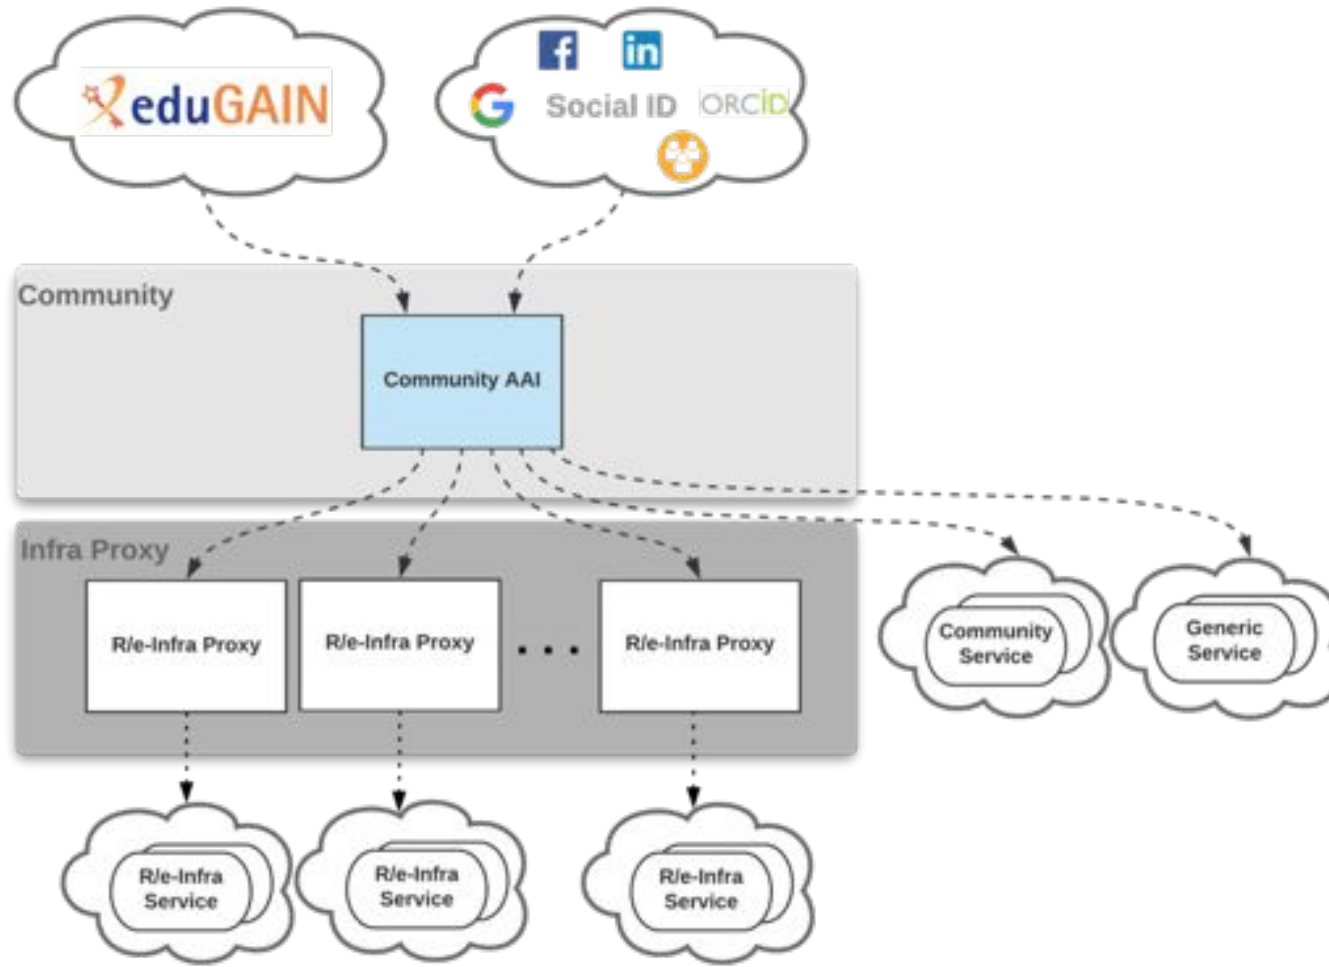 eduGAIN
f
in
G
Social ID
ORCiD
Community
Community AAI
Infra Proxy
R/e-Infra Proxy
R/e-Infra Proxy
R/e-Infra Proxy
Community
Service
Generic
Service
R/e-Infra
Service
R/e-Infra
Service
R/e-Infra
Service